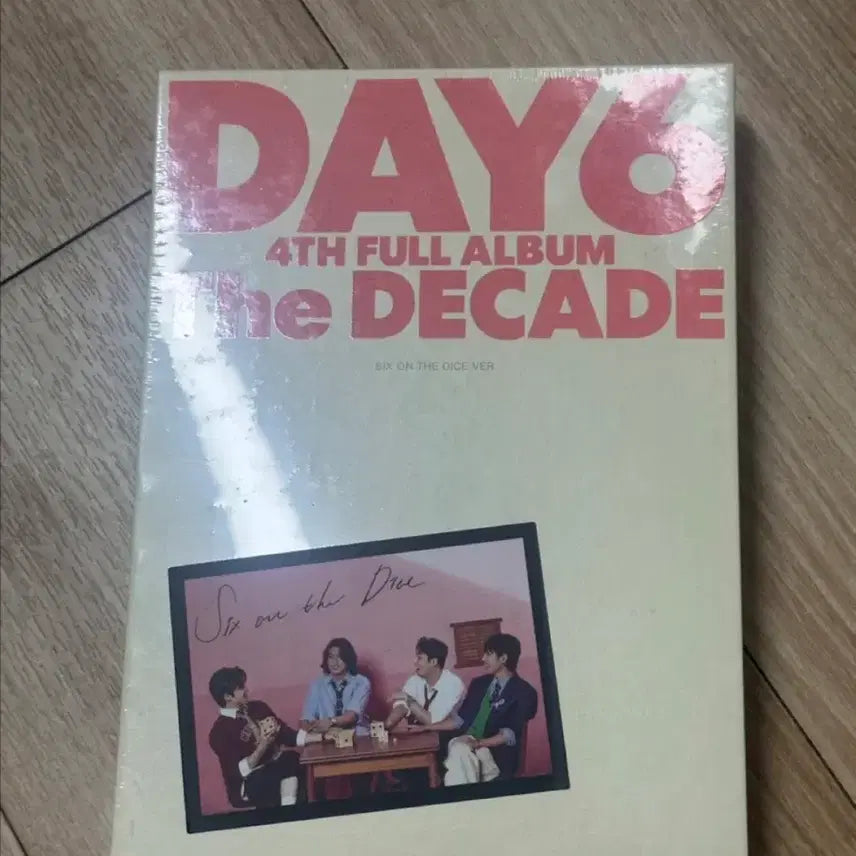 DAY6
4TH FULL ALBUM
The DECADE
SIX ON THE DICE VER
Six on the Dice